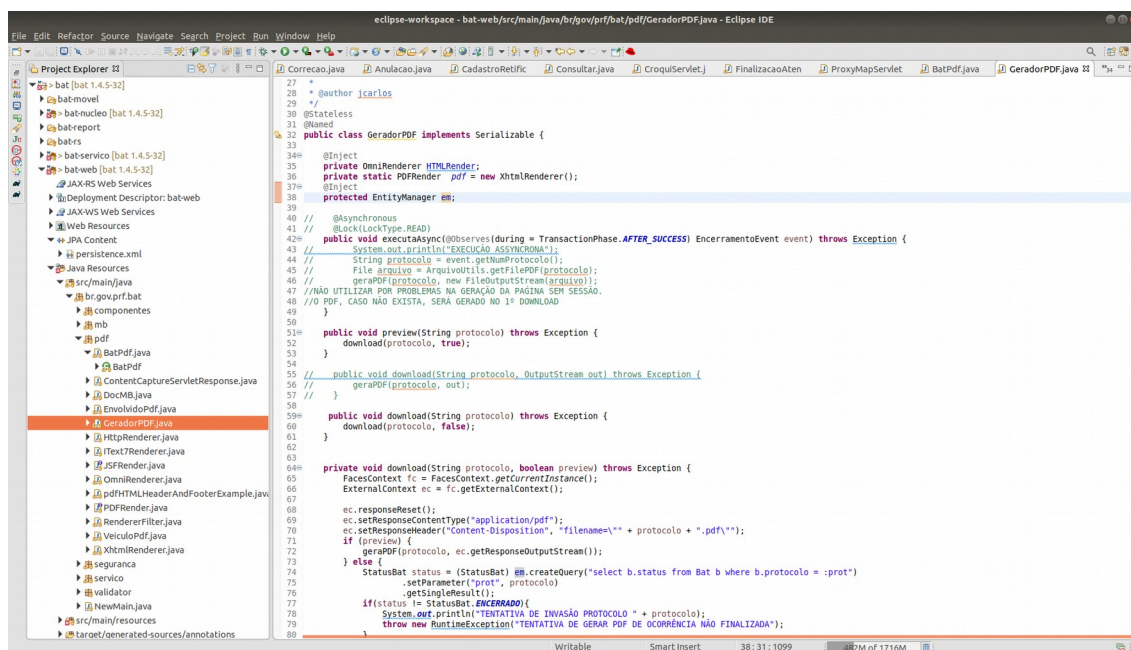 eclipse-workspace - bat-web/src/main/java/br/gov/prf/bat/pdf/GeradorPDF.java - Eclipse IDE
File Edit Refactor Source Navigate Search Project Run Window Help
Project Explorer
Correcao.java Anulacao.java CadastroRetific Consultar.java CroquiServlet.j FinalizacaoAten ProxyMapServlet BatPdf.java GeradorPDF.java 34
> bat [bat 1.4.5-32]
bat-movel
> bat-nucleo [bat 1.4.5-32]
bat-report
bat-rs
> bat-servico [bat 1.4.5-32]
> bat-web [bat 1.4.5-32]
JAX-RS Web Services
Deployment Descriptor: bat-web
JAX-WS Web Services
Web Resources
JPA Content
persistence.xml
Java Resources
src/main/java
br.gov.prf.bat
componentes
mb
pdf
BatPdf.java
BatPdf
ContentCaptureServletResponse.java
DocMB.java
EnvolvidoPdf.java
GeradorPDF.java
HttpRenderer.java
IText7Renderer.java
JSFRender.java
OmniRenderer.java
pdfHTMLHeaderAndFooterExample.java
PDFRender.java
RendererFilter.java
VeiculoPdf.java
XhtmlRenderer.java
seguranca
servico
validator
NewMain.java
src/main/resources
target/generated-sources/annotations
27 *
28 * @author jcarlos
29 */
30 @Stateless
31 @Named
32 public class GeradorPDF implements Serializable {
33
34 @Inject
35 private OmniRenderer HTMLRender;
36 private static PDFRender pdf = new XhtmlRenderer();
37 @Inject
38 protected EntityManager em;
39
40 // @Asynchronous
41 // @Lock(LockType.READ)
42 public void executaAsync(@Observes(during = TransactionPhase.AFTER_SUCCESS) EncerramentoEvent event) throws Exception {
43 // System.out.println("EXECUÇÃO ASSYNCRONA");
44 // String protocolo = event.getNumProtocolo();
45 // File arquivo = ArquivoUtils.getFilePDF(protocolo);
46 // geraPDF(protocolo, new FileOutputStream(arquivo));
47 //NÃO UTILIZAR POR PROBLEMAS NA GERAÇÃO DA PAGINA SEM SESSÃO.
48 //O PDF, CASO NÃO EXISTA, SERÁ GERADO NO 1º DOWNLOAD
49 }
50
51 public void preview(String protocolo) throws Exception {
52 download(protocolo, true);
53 }
54
55 // public void download(String protocolo, OutputStream out) throws Exception {
56 // geraPDF(protocolo, out);
57 // }
58
59 public void download(String protocolo) throws Exception {
60 download(protocolo, false);
61 }
62
63
64 private void download(String protocolo, boolean preview) throws Exception {
65 FacesContext fc = FacesContext.getCurrentInstance();
66 ExternalContext ec = fc.getExternalContext();
67
68 ec.responseReset();
69 ec.setResponseContentType("application/pdf");
70 ec.setResponseHeader("Content-Disposition", "filename=\"" + protocolo + ".pdf\"");
71 if (preview) {
72 geraPDF(protocolo, ec.getResponseOutputStream());
73 } else {
74 StatusBat status = (StatusBat) em.createQuery("select b.status from Bat b where b.protocolo = :prot")
75 .setParameter("prot", protocolo)
76 .getSingleResult();
77 if(status != StatusBat.ENCERRADO){
78 System.out.println("TENTATIVA DE INVASÃO PROTOCOLO " + protocolo);
79 throw new RuntimeException("TENTATIVA DE GERAR PDF DE OCORRÊNCIA NÃO FINALIZADA");
80 }
Writable Smart Insert 38 : 31 : 1099 482M of 1716M